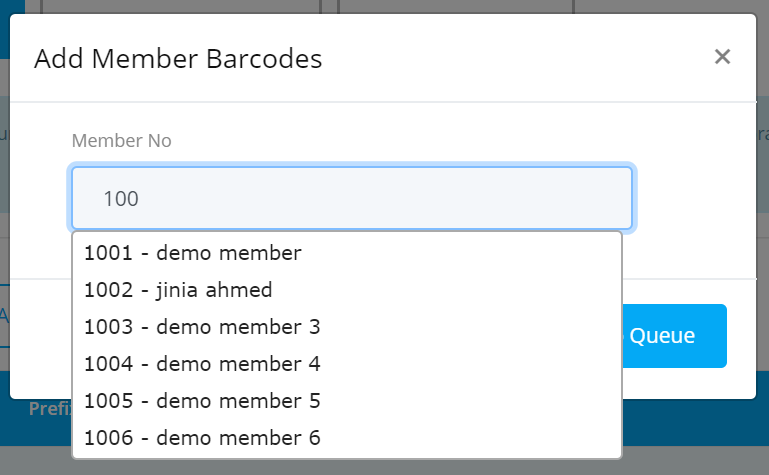 Add Member Barcodes
×
Member No
100
1001 - demo member
1002 - jinia ahmed
1003 - demo member 3
1004 - demo member 4
1005 - demo member 5
1006 - demo member 6
Queue